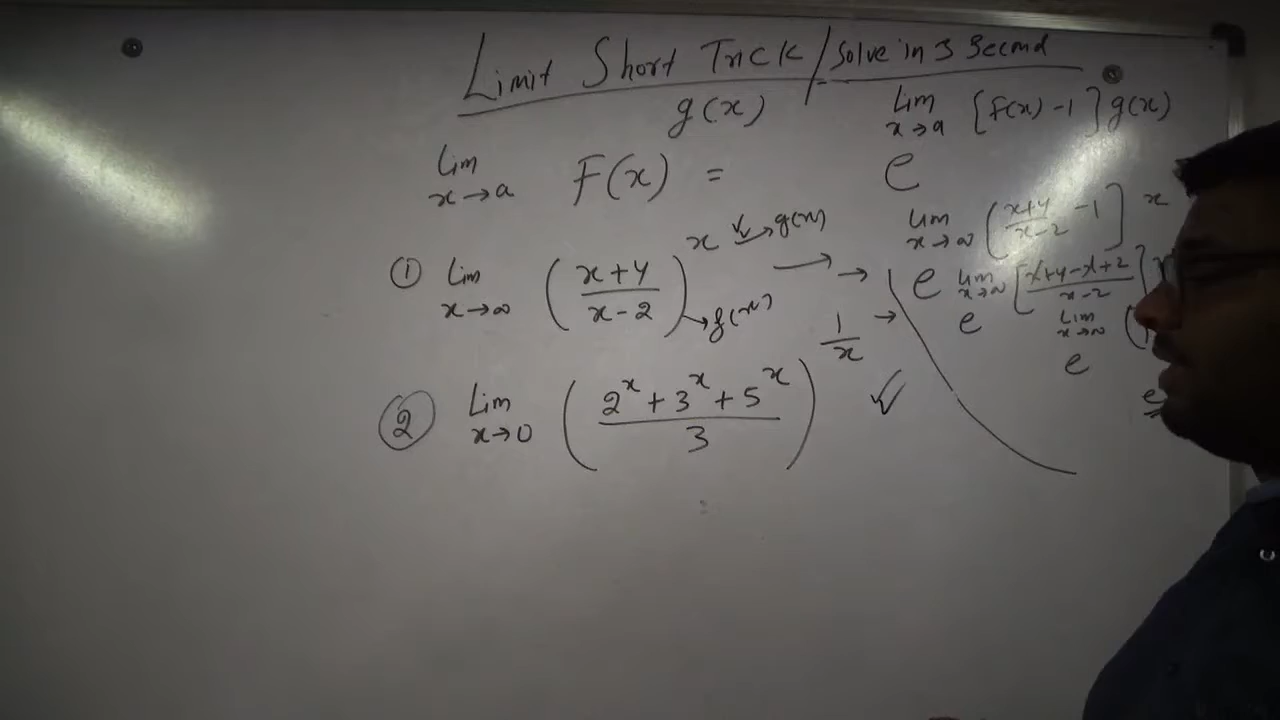 Limit Short Trick / Solve in 3 Second
lim x→a F(x)^g(x) = e^lim x→a [f(x) -1] g(x)
① lim x→∞ (x+4 / x-2)^x → g(x) → f(x)
→ e^lim x→∞ (x+4 / x-2 -1] x
→ e^lim x→∞ [x+4-x+2 / x-2]
e^lim x→∞ (
e
② Lim x→0 (2^x + 3^x + 5^x / 3)^1/x